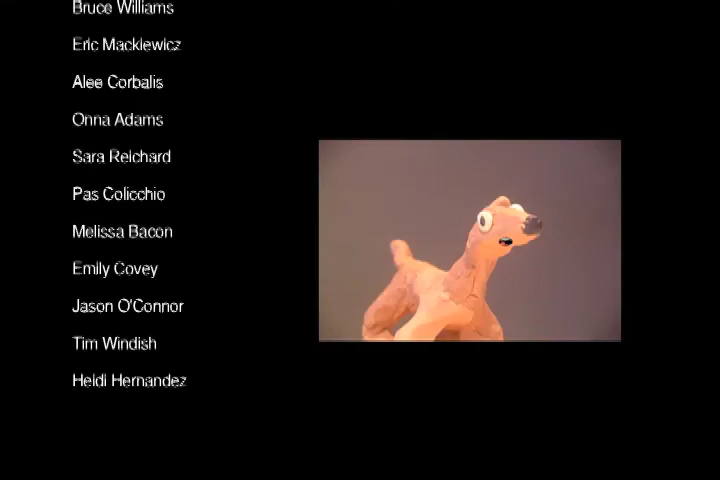 Bruce Williams
Eric Mackiewicz
Alee Corbalis
Onna Adams
Sara Reichard
Pas Colicchio
Melissa Bacon
Emily Covey
Jason O'Connor
Tim Windish
Heidi Hernandez